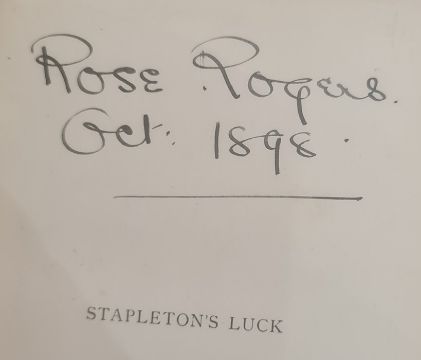 Rose Rogers.
Oct: 1898.
STAPLETON'S LUCK